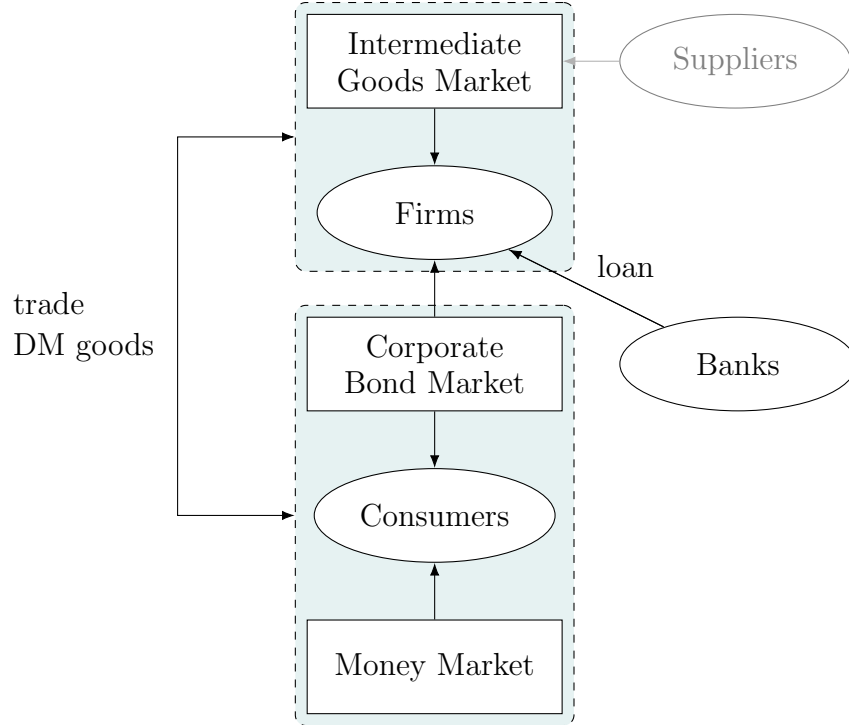 Intermediate
Goods Market
Suppliers
Firms
loan
trade
DM goods
Corporate
Bond Market
Banks
Consumers
Money Market